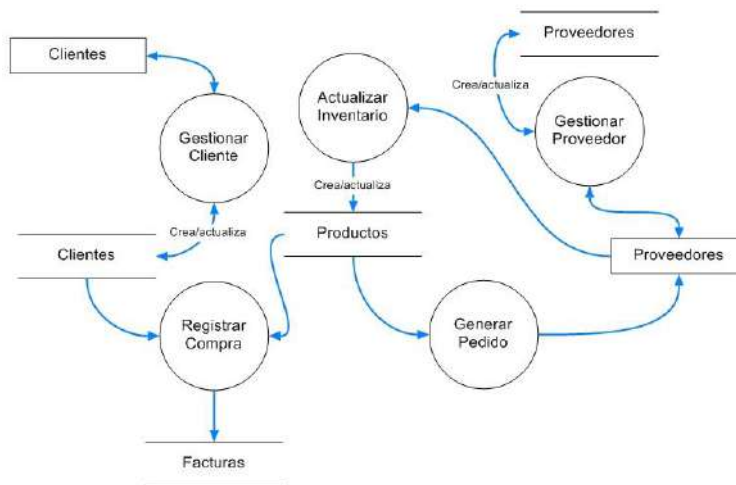 Clientes
Proveedores
Crea/actualiza
Actualizar
Inventario
Gestionar
Proveedor
Gestionar
Cliente
Crea/actualiza
Crea/actualiza
Clientes
Productos
Proveedores
Registrar
Compra
Generar
Pedido
Facturas